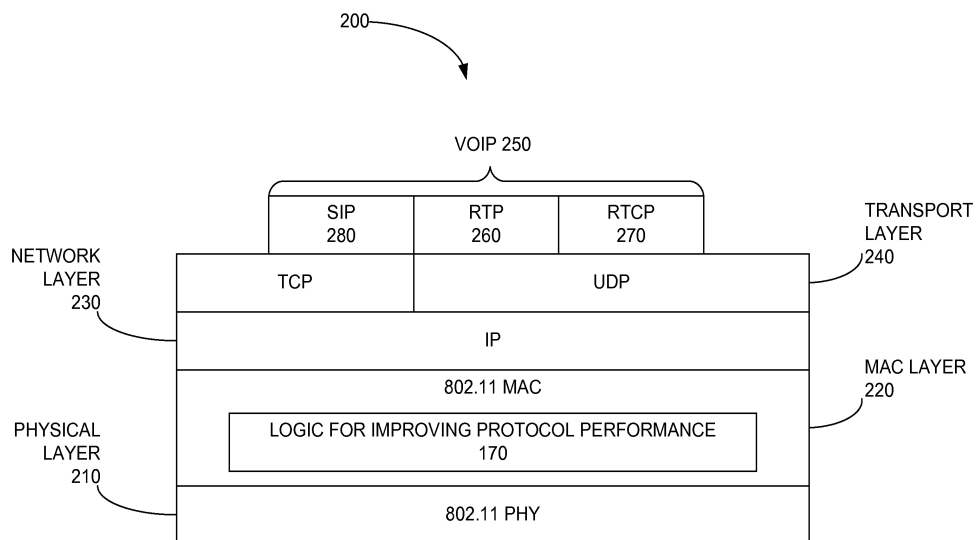 200
VOIP 250
SIP
280
RTP
260
RTCP
270
TRANSPORT
LAYER
240
NETWORK
LAYER
230
TCP
UDP
IP
802.11 MAC
MAC LAYER
220
LOGIC FOR IMPROVING PROTOCOL PERFORMANCE
170
PHYSICAL
LAYER
210
802.11 PHY